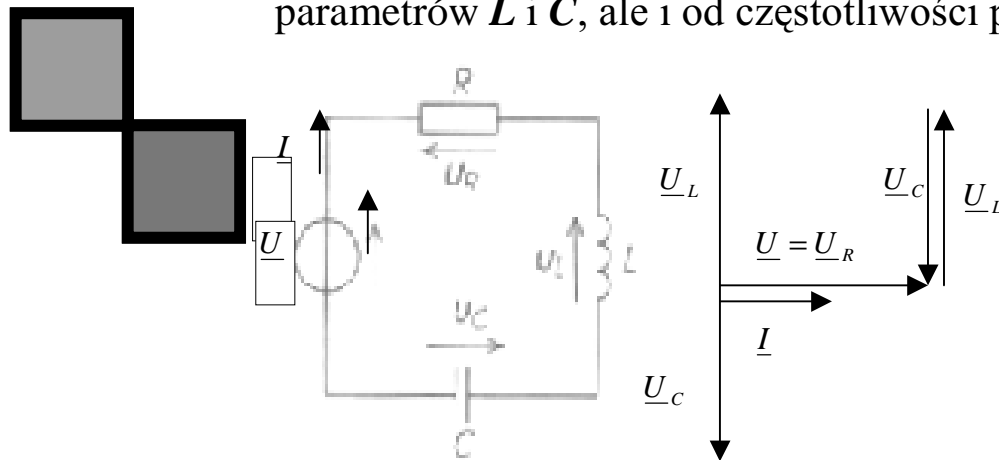 parametrów L i C, ale i od częstotliwości
R
I
U_R
U_L
U_C
U_L
U
U = U_R
U_L
L
U_C
I
U_C
C